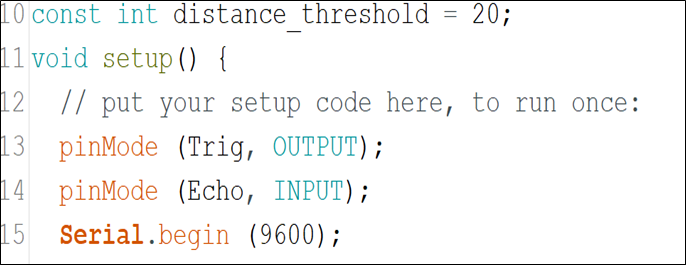 10 const int distance_threshold = 20;
11 void setup() {
12 // put your setup code here, to run once:
13 pinMode (Trig, OUTPUT);
14 pinMode (Echo, INPUT);
15 Serial.begin (9600);